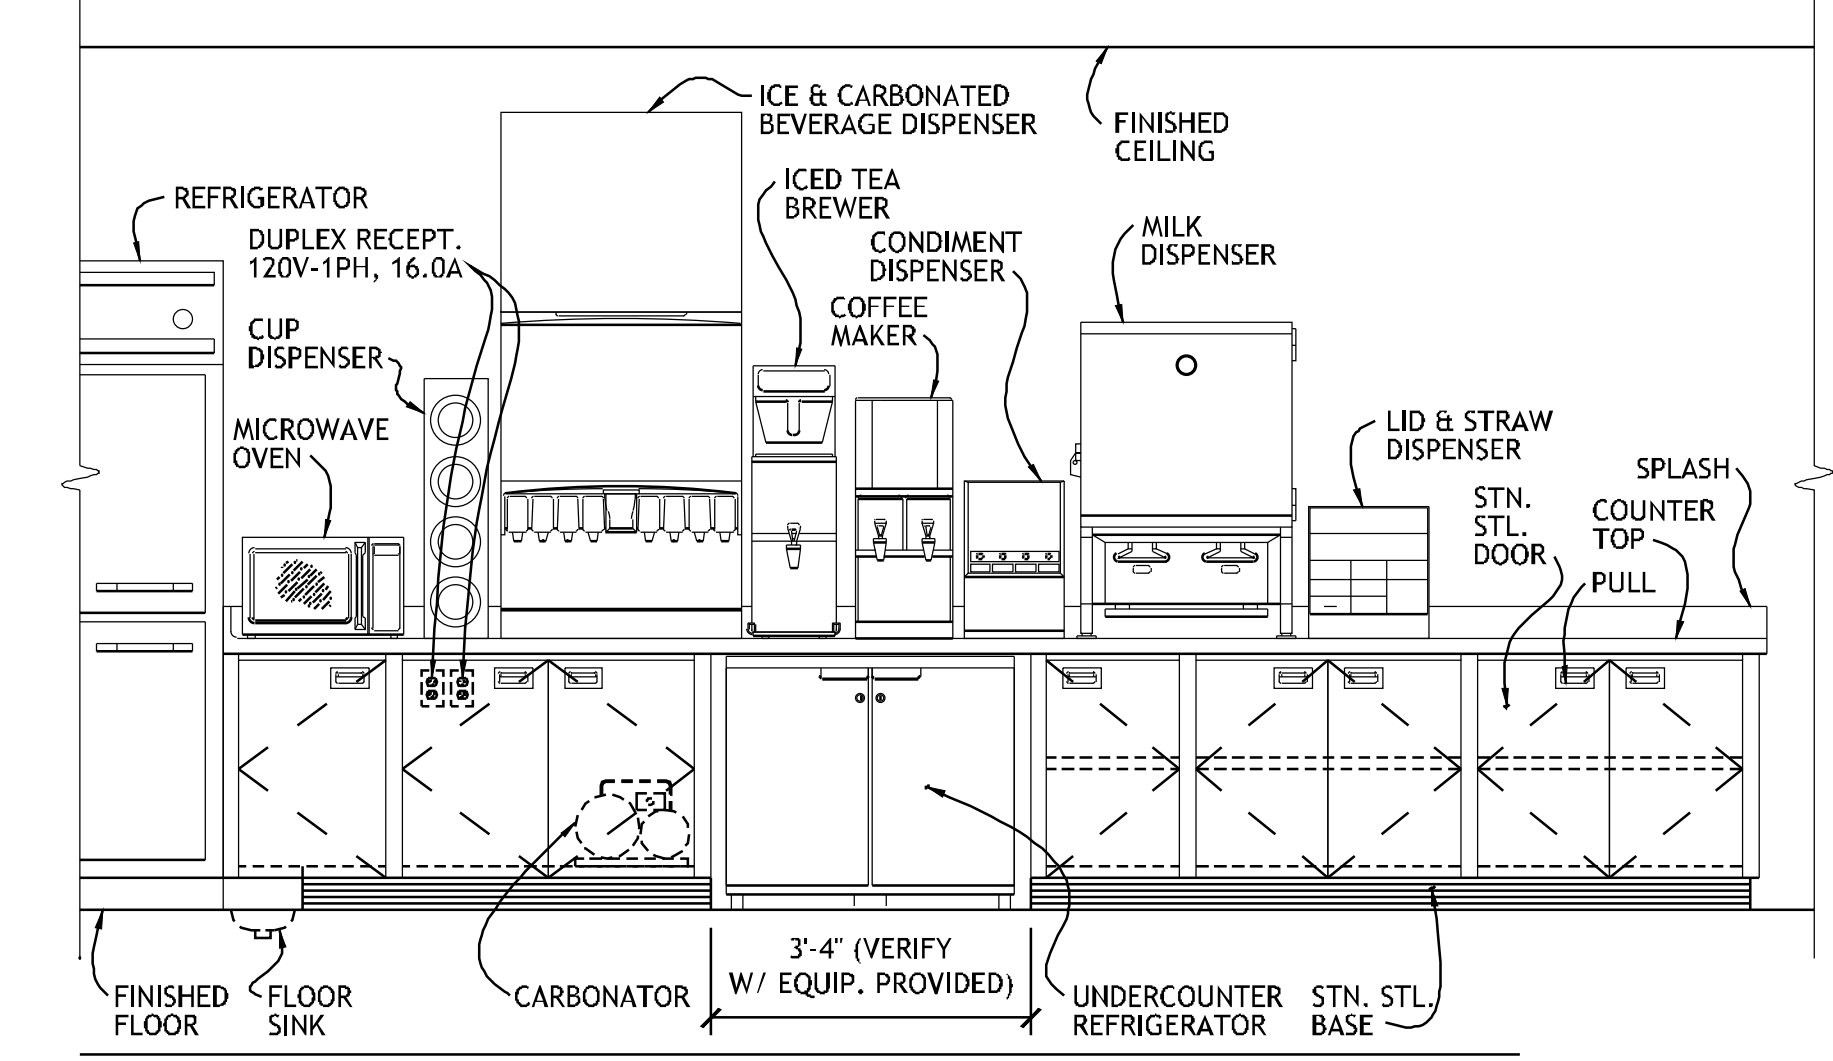 ICE & CARBONATED
BEVERAGE DISPENSER
FINISHED
CEILING
REFRIGERATOR
ICED TEA
BREWER
DUPLEX RECEPT.
120V-1PH, 16.0A
CONDIMENT
DISPENSER
MILK
DISPENSER
COFFEE
MAKER
CUP
DISPENSER
MICROWAVE
OVEN
LID & STRAW
DISPENSER
SPLASH
STN.
STL.
DOOR
COUNTER
TOP
PULL
3'-4" (VERIFY
W/ EQUIP. PROVIDED)
FINISHED
FLOOR
FLOOR
SINK
CARBONATOR
UNDERCOUNTER
REFRIGERATOR
STN. STL.
BASE